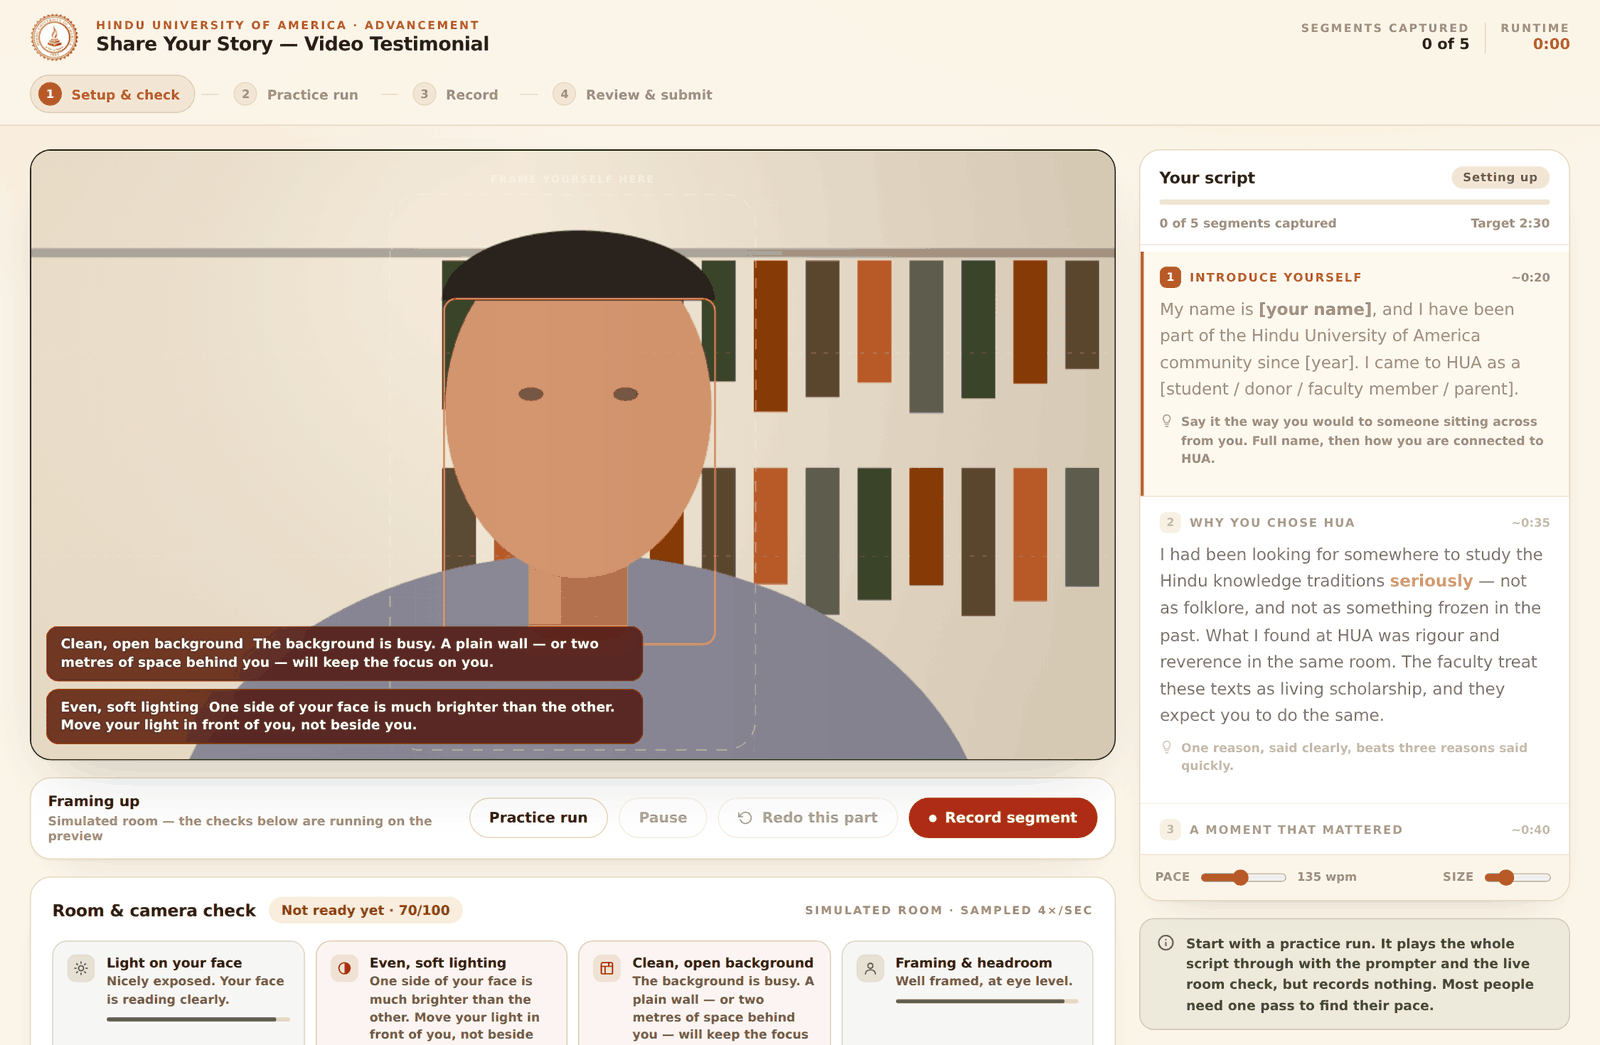 HINDU UNIVERSITY OF AMERICA · ADVANCEMENT
Share Your Story — Video Testimonial
SEGMENTS CAPTURED
0 of 5
RUNTIME
0:00
1 Setup & check
2 Practice run
3 Record
4 Review & submit
FRAME YOURSELF HERE
Clean, open background The background is busy. A plain wall — or two
metres of space behind you — will keep the focus on you.
Even, soft lighting One side of your face is much brighter than the other.
Move your light in front of you, not beside you.
Framing up
Simulated room — the checks below are running on the
preview
Practice run
Pause
Redo this part
Record segment
Room & camera check
Not ready yet · 70/100
SIMULATED ROOM · SAMPLED 4×/SEC
Light on your face
Nicely exposed. Your face
is reading clearly.
Even, soft lighting
One side of your face is
much brighter than the
other. Move your light in
front of you, not beside
Clean, open background
The background is busy. A
plain wall — or two
metres of space behind
you — will keep the focus
Framing & headroom
Well framed, at eye level.
Your script
Setting up
0 of 5 segments captured
Target 2:30
1 INTRODUCE YOURSELF
~0:20
My name is [your name], and I have been
part of the Hindu University of America
community since [year]. I came to HUA as a
[student / donor / faculty member / parent].
Say it the way you would to someone sitting across
from you. Full name, then how you are connected to
HUA.
2 WHY YOU CHOSE HUA
~0:35
I had been looking for somewhere to study the
Hindu knowledge traditions seriously — not
as folklore, and not as something frozen in the
past. What I found at HUA was rigour and
reverence in the same room. The faculty treat
these texts as living scholarship, and they
expect you to do the same.
One reason, said clearly, beats three reasons said
quickly.
3 A MOMENT THAT MATTERED
~0:40
PACE
135 wpm
SIZE
Start with a practice run. It plays the whole
script through with the prompter and the live
room check, but records nothing. Most people
need one pass to find their pace.